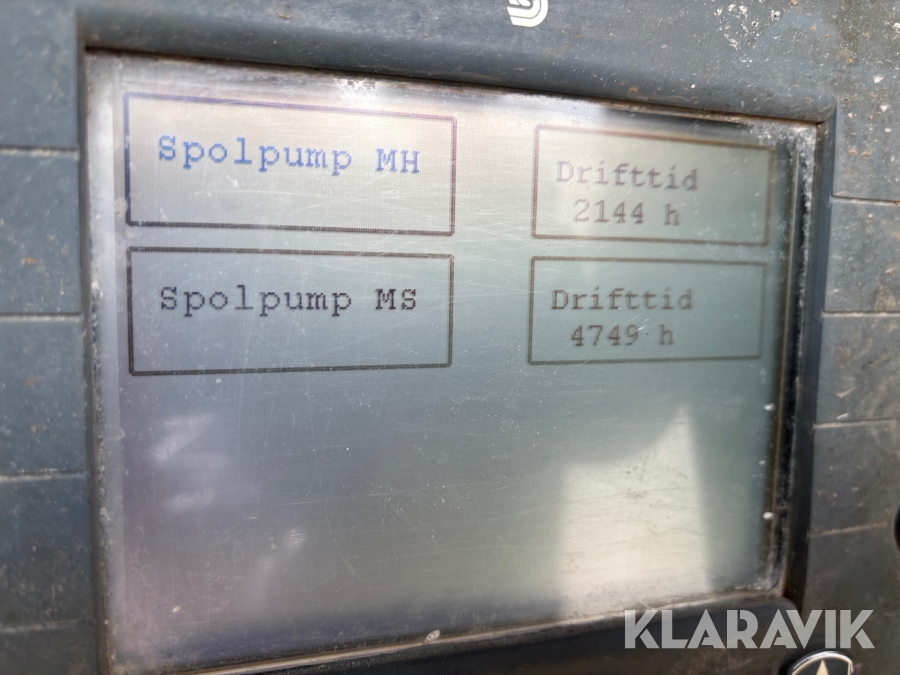 Spolpump MH
Drifttid
2144 h
Spolpump MS
Drifttid
4749 h
KLARAVIK